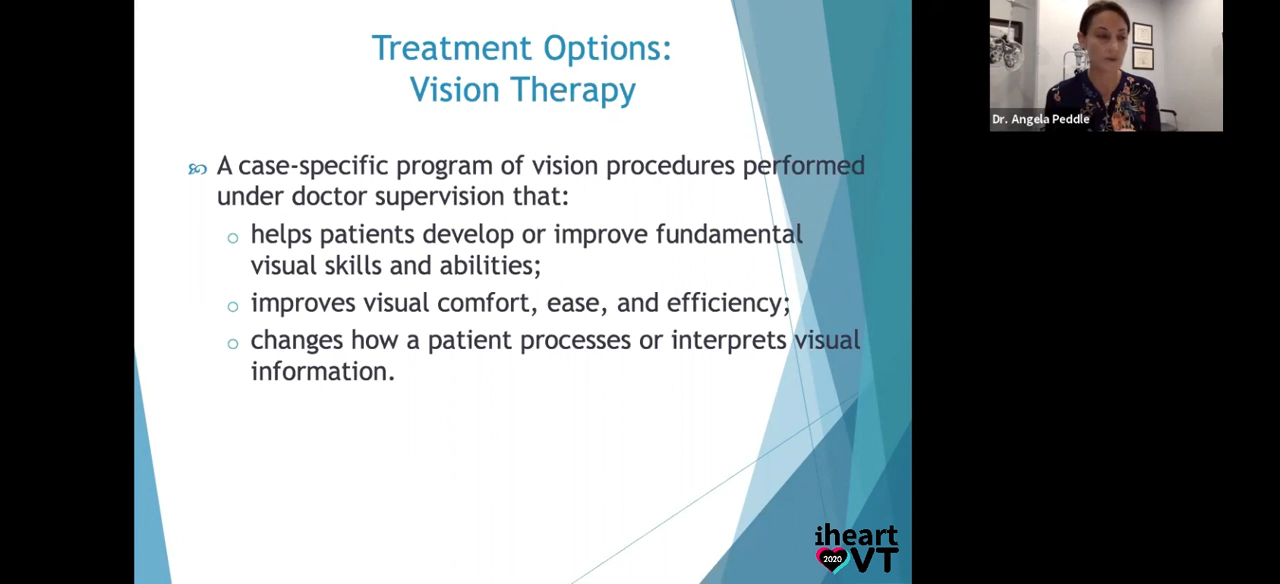 Treatment Options:
Vision Therapy
A case-specific program of vision procedures performed
under doctor supervision that:
helps patients develop or improve fundamental
visual skills and abilities;
improves visual comfort, ease, and efficiency;
changes how a patient processes or interprets visual
information.
Dr. Angela Peddle
iheart
2020 VT